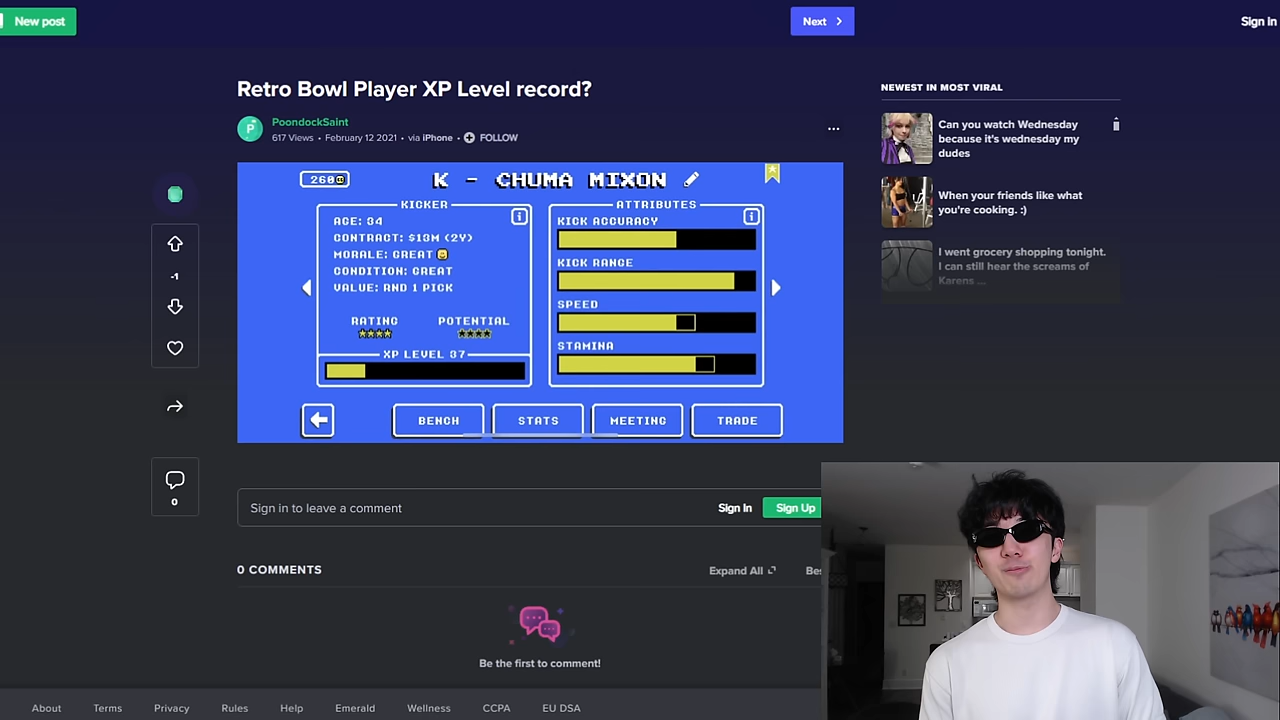 New post
Next
Sign in
Retro Bowl Player XP Level record?
PoondockSaint
617 Views • February 12 2021 • via iPhone • FOLLOW
P
-1
0
260
K - CHUMA MIXON
KICKER
AGE: 34
CONTRACT: $18M (2Y)
MORALE: GREAT
CONDITION: GREAT
VALUE: RND 1 PICK
RATING
POTENTIAL
XP LEVEL 37
ATTRIBUTES
KICK ACCURACY
KICK RANGE
SPEED
STAMINA
BENCH
STATS
MEETING
TRADE
NEWEST IN MOST VIRAL
Can you watch Wednesday
because it's wednesday my
dudes
When your friends like what
you're cooking. :)
I went grocery shopping tonight.
I can still hear the screams of
Karens ...
Sign in to leave a comment
Sign In
Sign Up
0 COMMENTS
Expand All
Bes
Be the first to comment!
About
Terms
Privacy
Rules
Help
Emerald
Wellness
CCPA
EU DSA